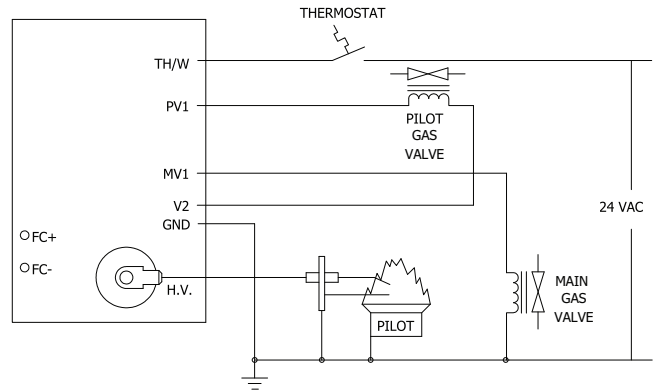 THERMOSTAT
TH/W
PV1
PILOT
GAS
VALVE
MV1
V2
24 VAC
GND
FC+
FC-
H.V.
MAIN
GAS
VALVE
PILOT